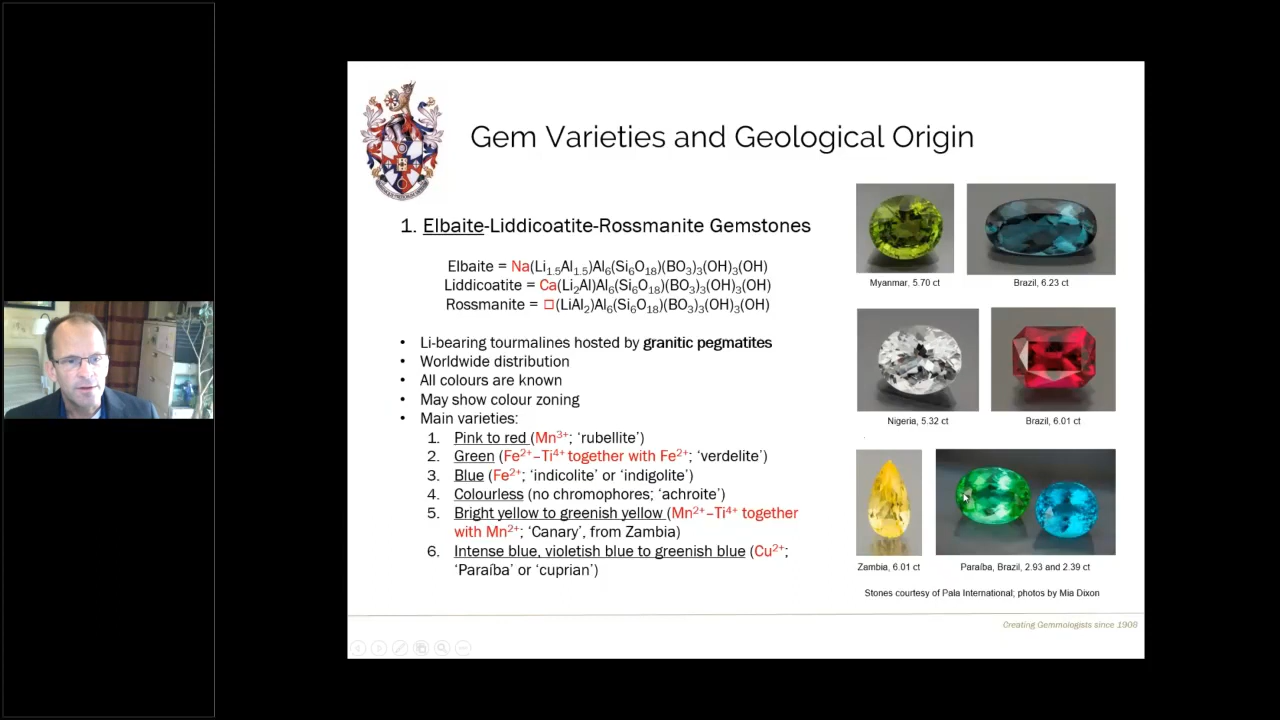 Gem Varieties and Geological Origin
1. Elbaite-Liddicoatite-Rossmanite Gemstones
Elbaite = Na(Li₁.₅Al₁.₅)Al₆(Si₆O₁₈)(BO₃)₃(OH)₃(OH)
Liddicoatite = Ca(Li₂Al)Al₆(Si₆O₁₈)(BO₃)₃(OH)₃(OH)
Rossmanite = □(LiAl₂)Al₆(Si₆O₁₈)(BO₃)₃(OH)₃(OH)
• Li-bearing tourmalines hosted by granitic pegmatites
• Worldwide distribution
• All colours are known
• May show colour zoning
• Main varieties:
1. Pink to red (Mn³⁺; ‘rubellite’)
2. Green (Fe²⁺–Ti⁴⁺ together with Fe²⁺; ‘verdelite’)
3. Blue (Fe²⁺; ‘indicolite’ or ‘indigolite’)
4. Colourless (no chromophores; ‘achroite’)
5. Bright yellow to greenish yellow (Mn²⁺–Ti⁴⁺ together
with Mn²⁺; ‘Canary’, from Zambia)
6. Intense blue, violetish blue to greenish blue (Cu²⁺;
‘Paraíba’ or ‘cuprian’)
Myanmar, 5.70 ct
Brazil, 6.23 ct
Nigeria, 5.32 ct
Brazil, 6.01 ct
Zambia, 6.01 ct
Paraíba, Brazil, 2.93 and 2.39 ct
Stones courtesy of Pala International; photos by Mia Dixon
Creating Gemmologists since 1908